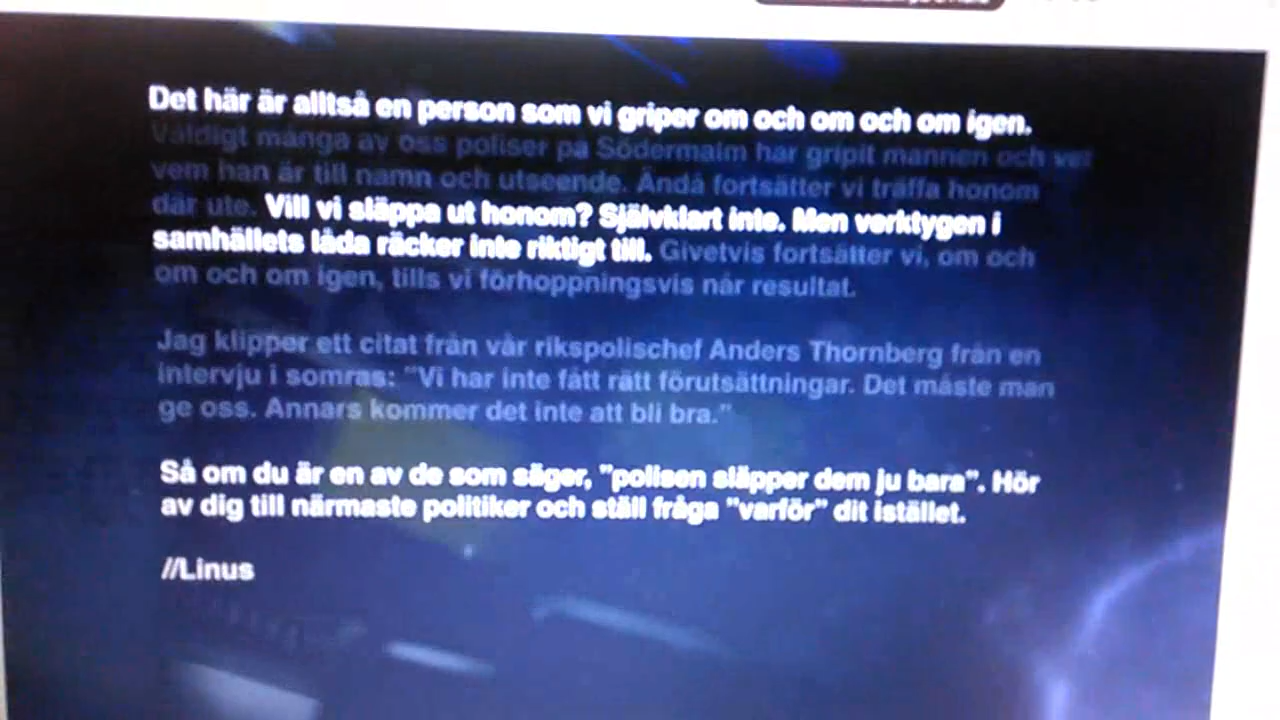 Det här är alltså en person som vi griper om och om och om igen.
Väldigt många av oss poliser på Södermalm har gripit mannen och vet
vem han är till namn och utseende. Ändå fortsätter vi träffa honom
där ute. Vill vi släppa ut honom? Självklart inte. Men verktygen i
samhällets låda räcker inte riktigt till. Givetvis fortsätter vi, om och
om och om igen, tills vi förhoppningsvis når resultat.
Jag klipper ett citat från vår rikspolischef Anders Thornberg från en
intervju i somras: "Vi har inte fått rätt förutsättningar. Det måste man
ge oss. Annars kommer det inte att bli bra."
Så om du är en av de som säger, "polisen släpper dem ju bara". Hör
av dig till närmaste politiker och ställ fråga "varför" dit istället.
//Linus